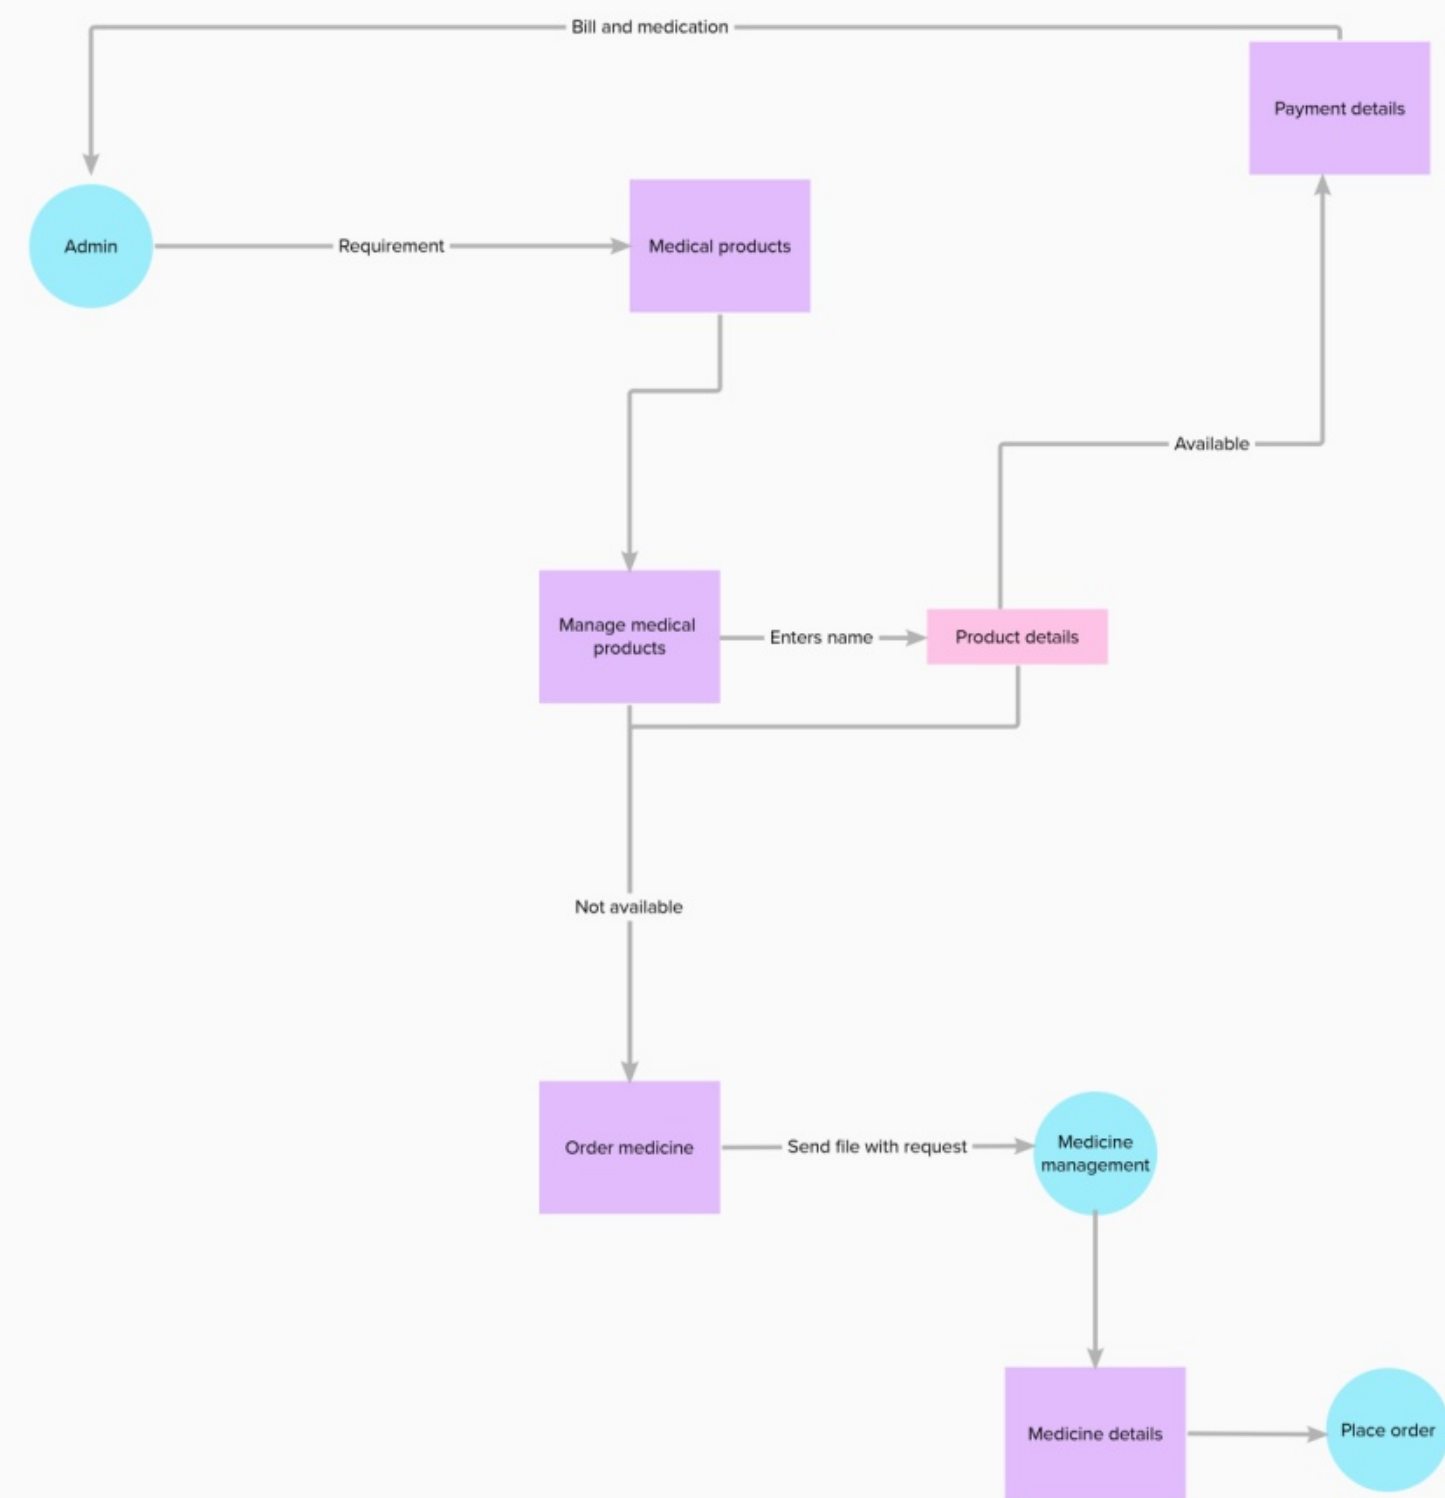 Bill and medication
Payment details
Admin
Requirement
Medical products
Available
Manage medical
products
Enters name
Product details
Not available
Order medicine
Send file with request
Medicine
management
Medicine details
Place order